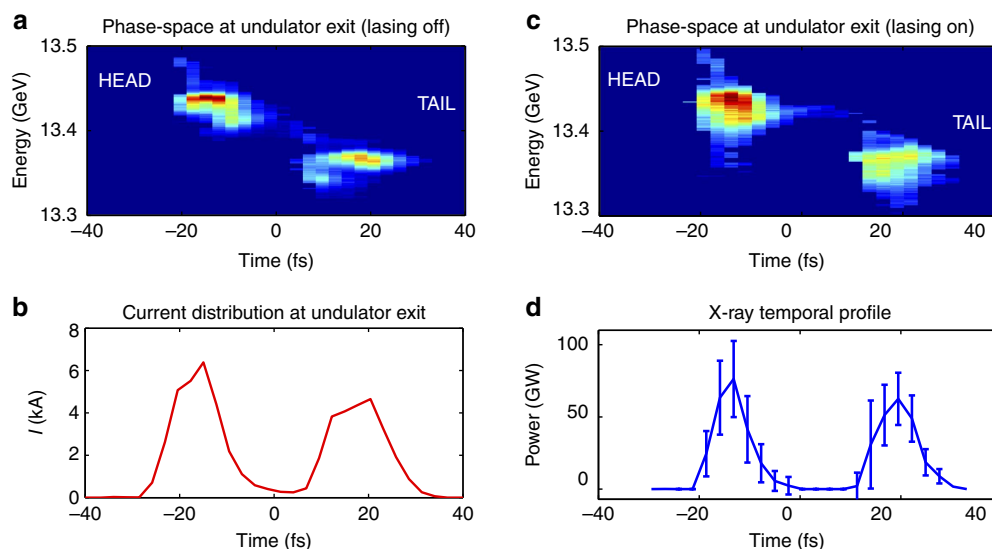 a
Phase-space at undulator exit (lasing off)
13.5
13.4
13.3
Energy (GeV)
HEAD
TAIL
−40
−20
0
20
40
Time (fs)
c
Phase-space at undulator exit (lasing on)
13.5
13.4
13.3
Energy (GeV)
HEAD
TAIL
−40
−20
0
20
40
Time (fs)
b
Current distribution at undulator exit
8
6
4
2
0
I (kA)
−40
−20
0
20
40
Time (fs)
d
X-ray temporal profile
100
50
0
Power (GW)
−40
−20
0
20
40
Time (fs)